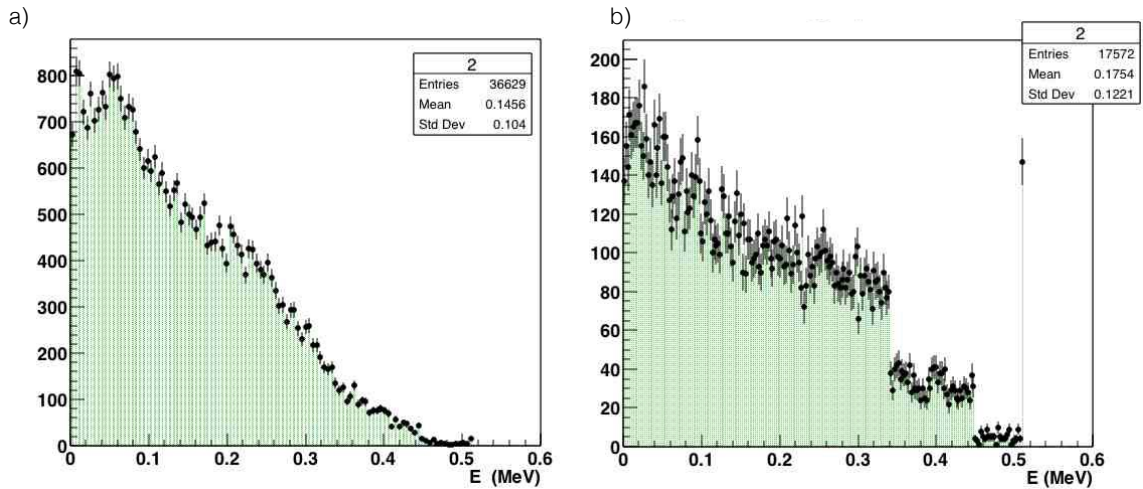 a)
b)
2
Entries 36629
Mean 0.1456
Std Dev 0.104
800
700
600
500
400
300
200
100
0
0 0.1 0.2 0.3 0.4 0.5 0.6
E (MeV)
2
Entries 17572
Mean 0.1754
Std Dev 0.1221
200
180
160
140
120
100
80
60
40
20
0
0 0.1 0.2 0.3 0.4 0.5 0.6
E (MeV)